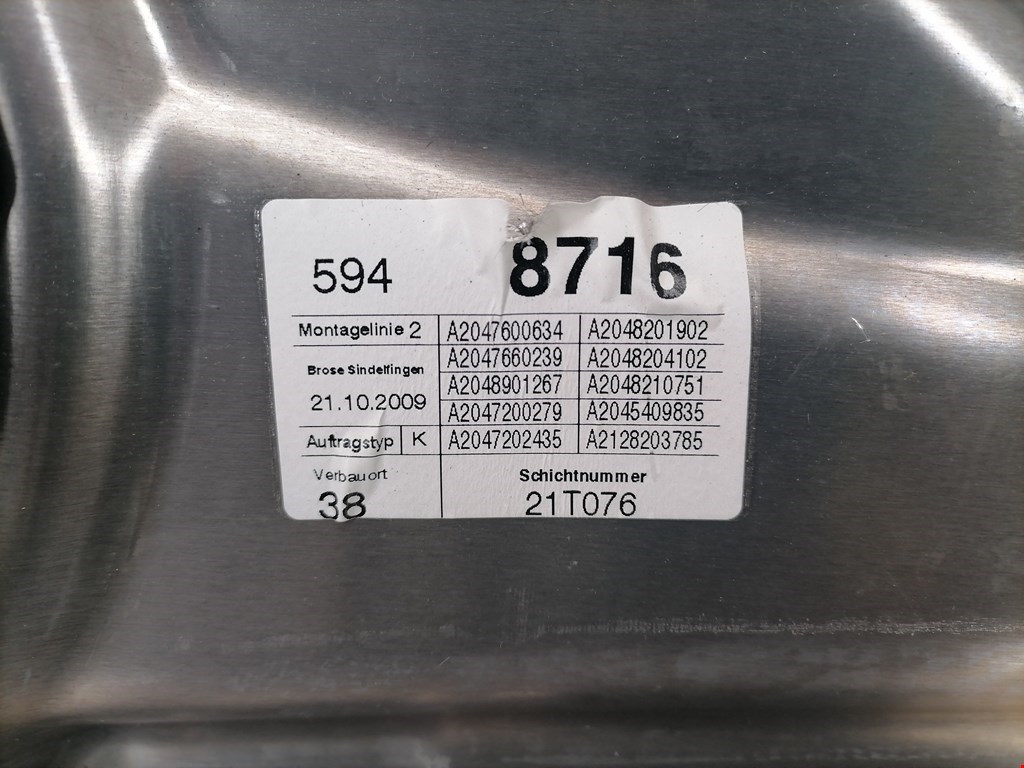 594 8716
Montagelinie 2 A2047600634 A2048201902
Brose Sindelfingen A2047660239 A2048204102
A2048901267 A2048210751
21.10.2009 A2047200279 A2045409835
Auftragstyp K A2047202435 A2128203785
Verbauort Schichtnummer
38 21T076